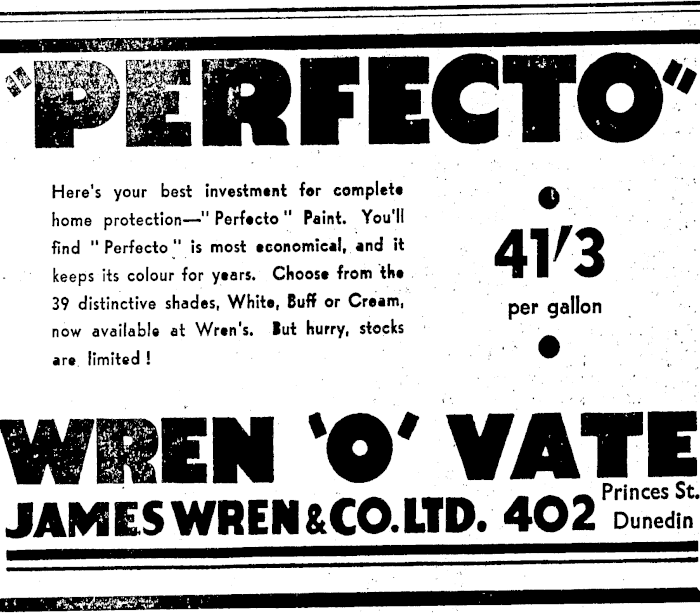 "PERFECTO"
Here's your best investment for complete
home protection—"Perfecto" Paint. You'll
find "Perfecto" is most economical, and it
keeps its colour for years. Choose from the
39 distinctive shades, White, Buff or Cream,
now available at Wren's. But hurry, stocks
are limited!
41/3
per gallon
WREN 'O' VATE
JAMES WREN & CO. LTD. 402 Princes St.
Dunedin